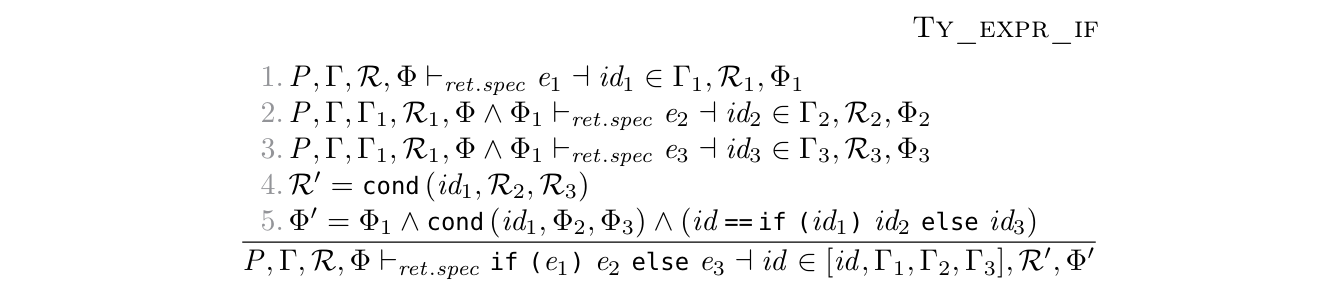 TY_EXPR_IF
1. P, Γ, ℛ, Φ ⊢ret.spec e₁ ⊣ id₁ ∈ Γ₁, ℛ₁, Φ₁
2. P, Γ, Γ₁, ℛ₁, Φ ∧ Φ₁ ⊢ret.spec e₂ ⊣ id₂ ∈ Γ₂, ℛ₂, Φ₂
3. P, Γ, Γ₁, ℛ₁, Φ ∧ Φ₁ ⊢ret.spec e₃ ⊣ id₃ ∈ Γ₃, ℛ₃, Φ₃
4. ℛ′ = cond (id₁, ℛ₂, ℛ₃)
5. Φ′ = Φ₁ ∧ cond (id₁, Φ₂, Φ₃) ∧ (id == if (id₁) id₂ else id₃)
P, Γ, ℛ, Φ ⊢ret.spec if (e₁) e₂ else e₃ ⊣ id ∈ [id, Γ₁, Γ₂, Γ₃], ℛ′, Φ′